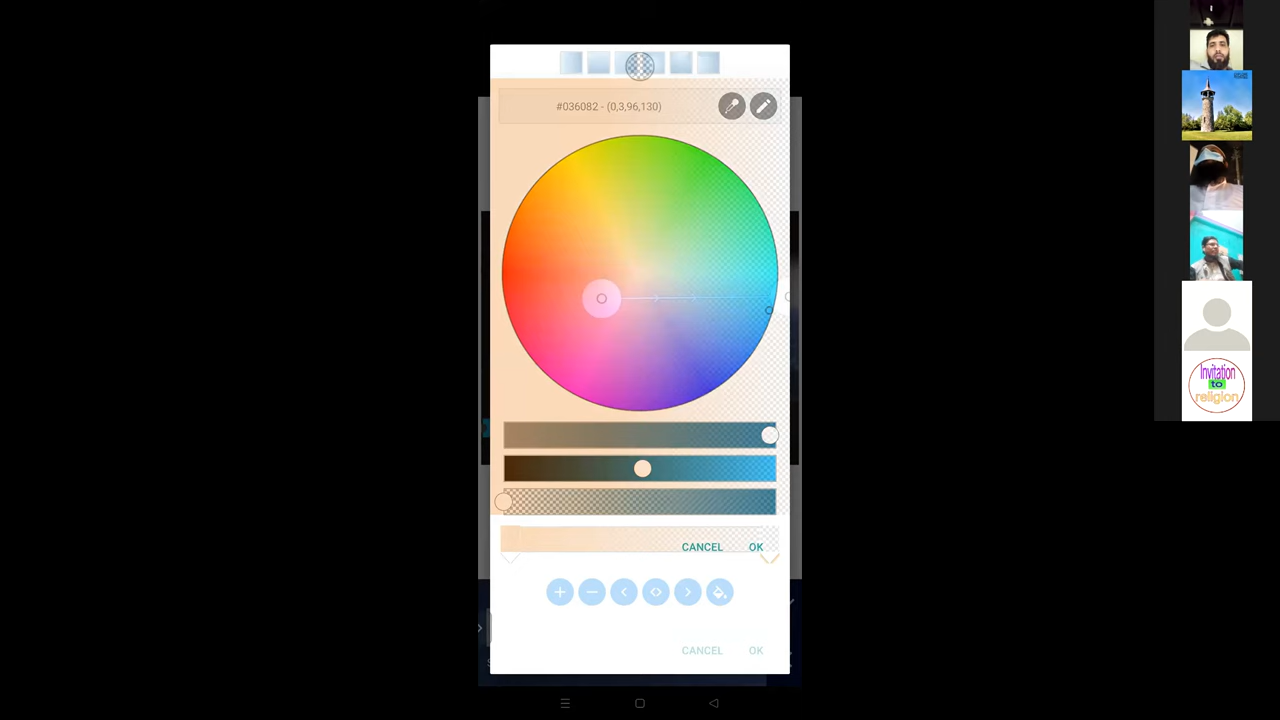 #036082 - (0,3,96,130)
CANCEL OK
CANCEL OK
Invitation
to
religion